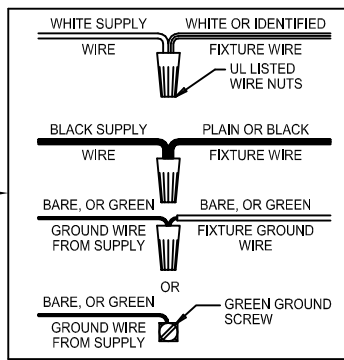 WHITE SUPPLY WHITE OR IDENTIFIED
WIRE FIXTURE WIRE
UL LISTED
WIRE NUTS
BLACK SUPPLY PLAIN OR BLACK
WIRE FIXTURE WIRE
BARE, OR GREEN BARE, OR GREEN
GROUND WIRE FIXTURE GROUND
FROM SUPPLY WIRE
OR
BARE, OR GREEN GREEN GROUND
GROUND WIRE SCREW
FROM SUPPLY